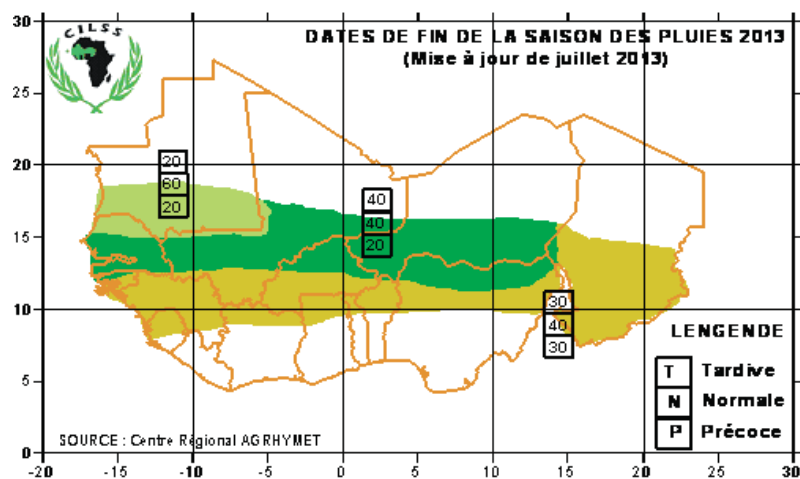 CILSS
DATES DE FIN DE LA SAISON DES PLUIES 2013
(Mise à jour de juillet 2013)
30
25
20
15
10
5
0
20
60
20
40
40
20
30
40
30
LENGENDE
T Tardive
N Normale
P Précoce
SOURCE : Centre Régional AGRHYMET
-20 -15 -10 -5 0 5 10 15 20 25 30